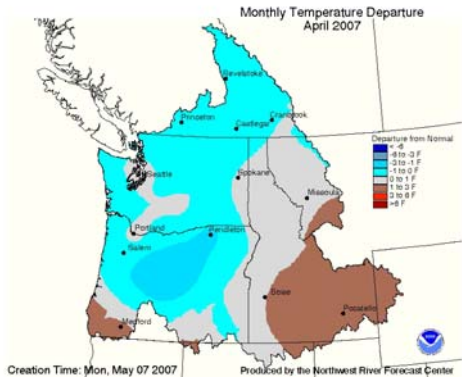 Monthly Temperature Departure
April 2007
Revelstoke
Princeton
Castlegar
Cranbrook
Seattle
Spokane
Missoula
Portland
Pendleton
Salem
Boise
Pocatello
Medford
Departure from Normal
< -6
-6 to -3 F
-3 to -1 F
-1 to 0 F
0 to 1 F
1 to 3 F
3 to 6 F
>6 F
Creation Time: Mon, May 07 2007
Produced by the Northwest River Forecast Center